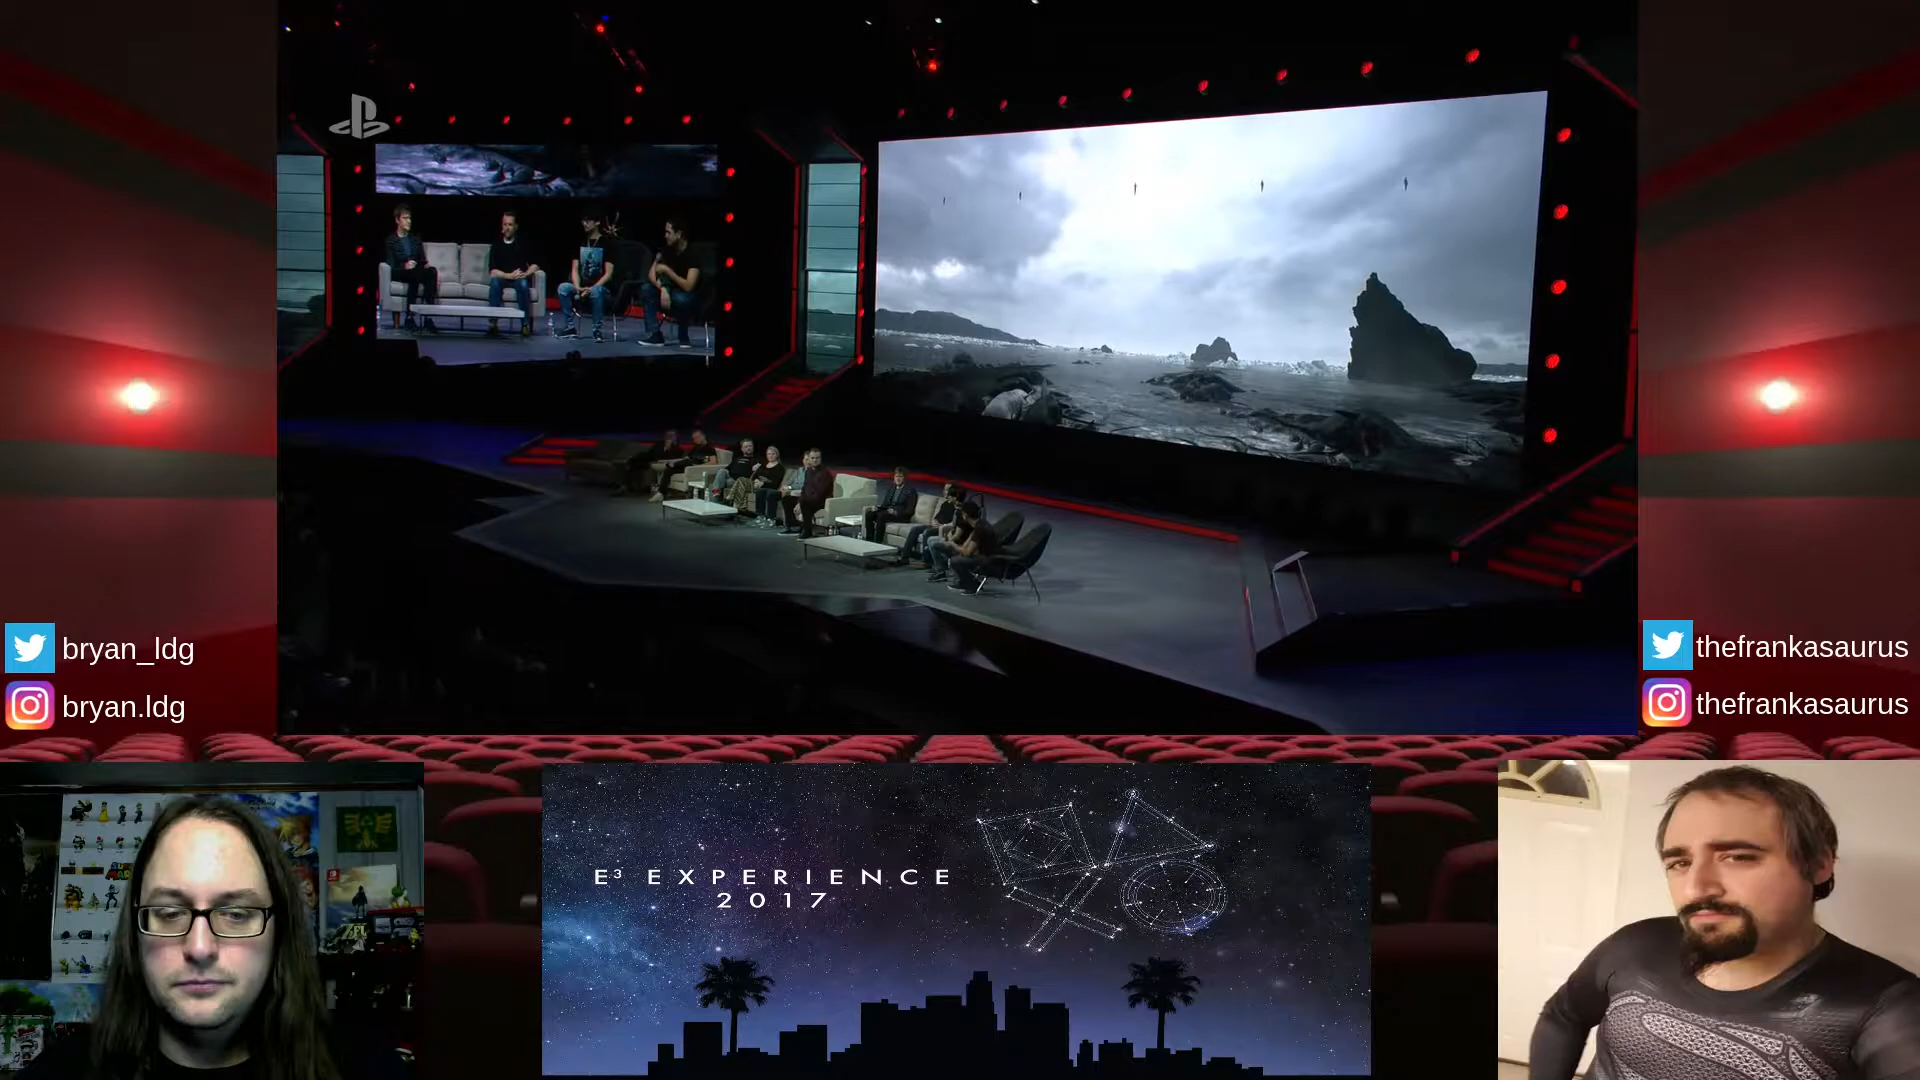 bryan_ldg
bryan.ldg
thefrankasaurus
thefrankasaurus
E³ EXPERIENCE
2017